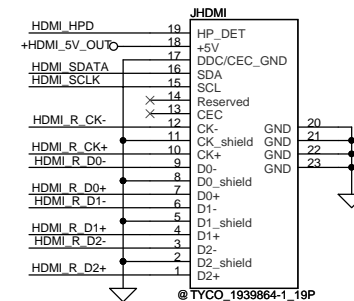 JHDMI
HDMI_HPD 19 HP_DET
+HDMI_5V_OUT 18 +5V
17 DDC/CEC_GND
HDMI_SDATA 16 SDA
HDMI_SCLK 15 SCL
14 Reserved
13 CEC
HDMI_R_CK- 12 CK- GND 20
11 CK_shield GND 21
HDMI_R_CK+ 10 CK+ GND 22
HDMI_R_D0- 9 D0- GND 23
8 D0_shield
HDMI_R_D0+ 7 D0+
HDMI_R_D1- 6 D1-
5 D1_shield
HDMI_R_D1+ 4 D1+
HDMI_R_D2- 3 D2-
2 D2_shield
HDMI_R_D2+ 1 D2+
@TYCO_1939864-1_19P